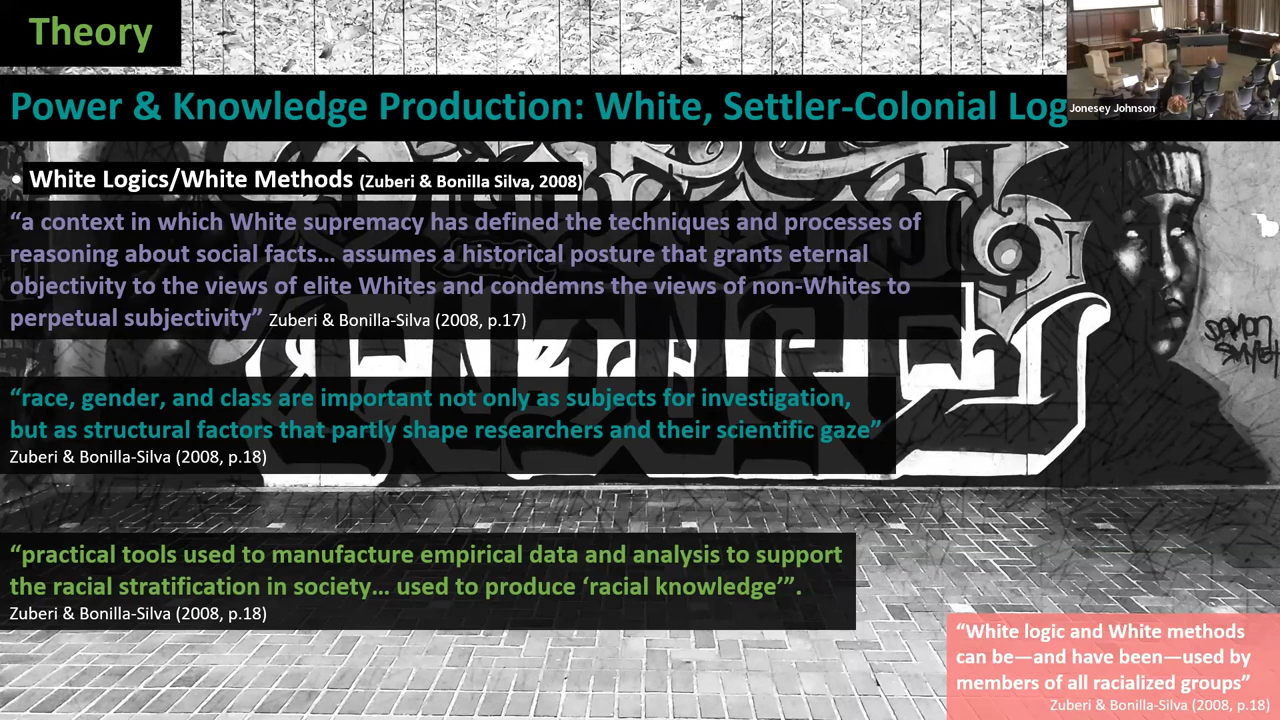 Theory
Power & Knowledge Production: White, Settler-Colonial Log
Jonesey Johnson
• White Logics/White Methods (Zuberi & Bonilla Silva, 2008)
“a context in which White supremacy has defined the techniques and processes of
reasoning about social facts… assumes a historical posture that grants eternal
objectivity to the views of elite Whites and condemns the views of non-Whites to
perpetual subjectivity” Zuberi & Bonilla-Silva (2008, p.17)
“race, gender, and class are important not only as subjects for investigation,
but as structural factors that partly shape researchers and their scientific gaze”
Zuberi & Bonilla-Silva (2008, p.18)
“practical tools used to manufacture empirical data and analysis to support
the racial stratification in society… used to produce ‘racial knowledge’”.
Zuberi & Bonilla-Silva (2008, p.18)
“White logic and White methods
can be—and have been—used by
members of all racialized groups”
Zuberi & Bonilla-Silva (2008, p.18)